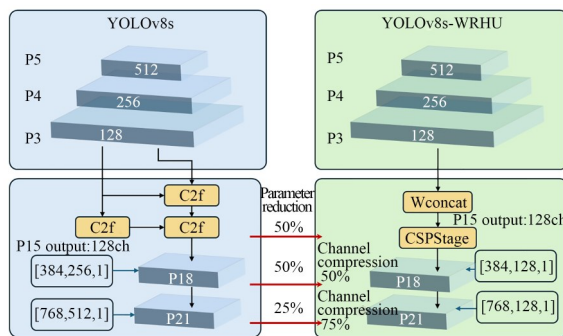 YOLOv8s
P5
512
P4
256
P3
128
C2f
C2f
C2f
P15 output:128ch
[384,256,1]
P18
[768,512,1]
P21
Parameter
reduction
50%
50%
Channel
compression
50%
25%
Channel
compression
75%
YOLOv8s-WRHU
P5
512
P4
256
P3
128
Wconcat
P15 output:128ch
CSPStage
[384,128,1]
P18
[768,128,1]
P21